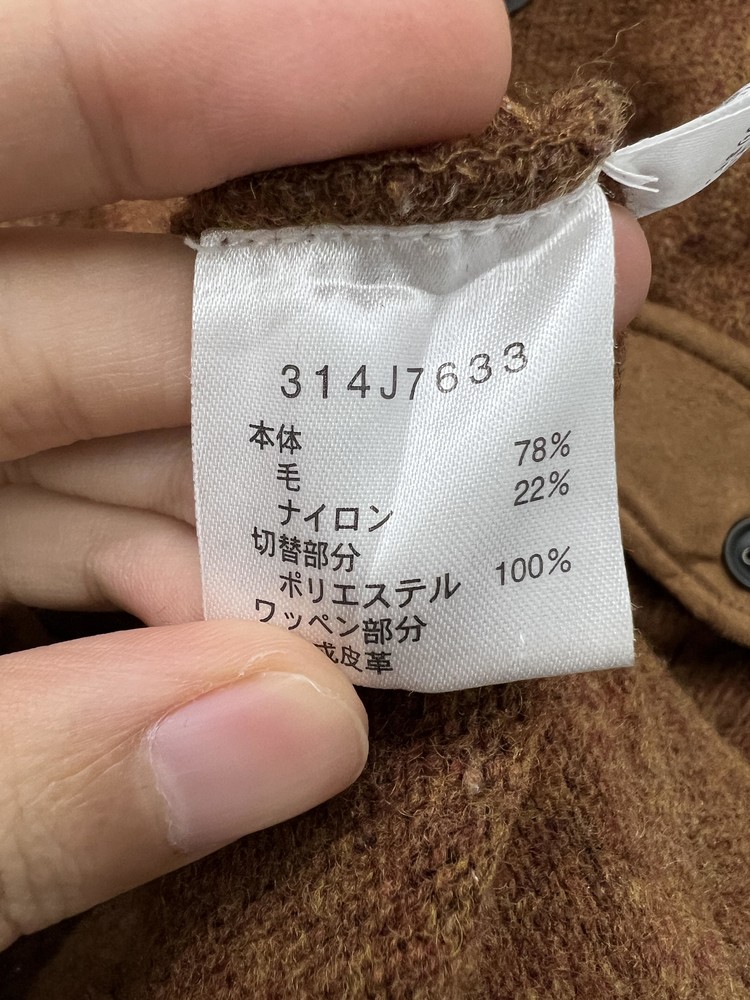 314J7633
本体
毛 78%
ナイロン 22%
切替部分
ポリエステル 100%
ワッペン部分
成皮革